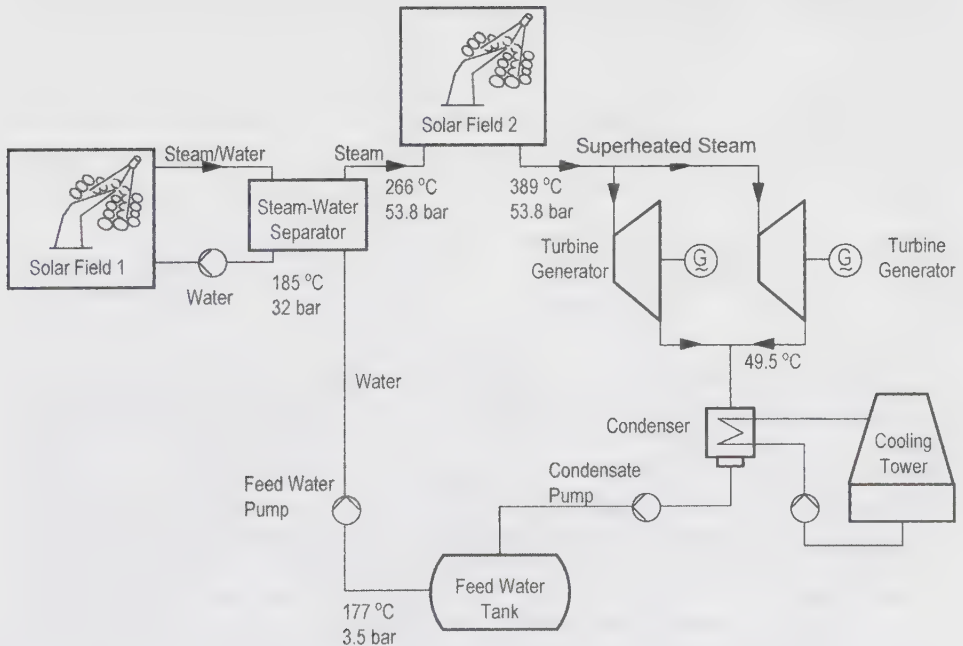 Solar Field 2
Steam/Water
Steam
Superheated Steam
266 °C
53.8 bar
389 °C
53.8 bar
Steam-Water
Separator
Solar Field 1
Turbine
Generator
G
G
Turbine
Generator
Water
185 °C
32 bar
49.5 °C
Water
Condenser
Cooling
Tower
Feed Water
Pump
Condensate
Pump
Feed Water
Tank
177 °C
3.5 bar